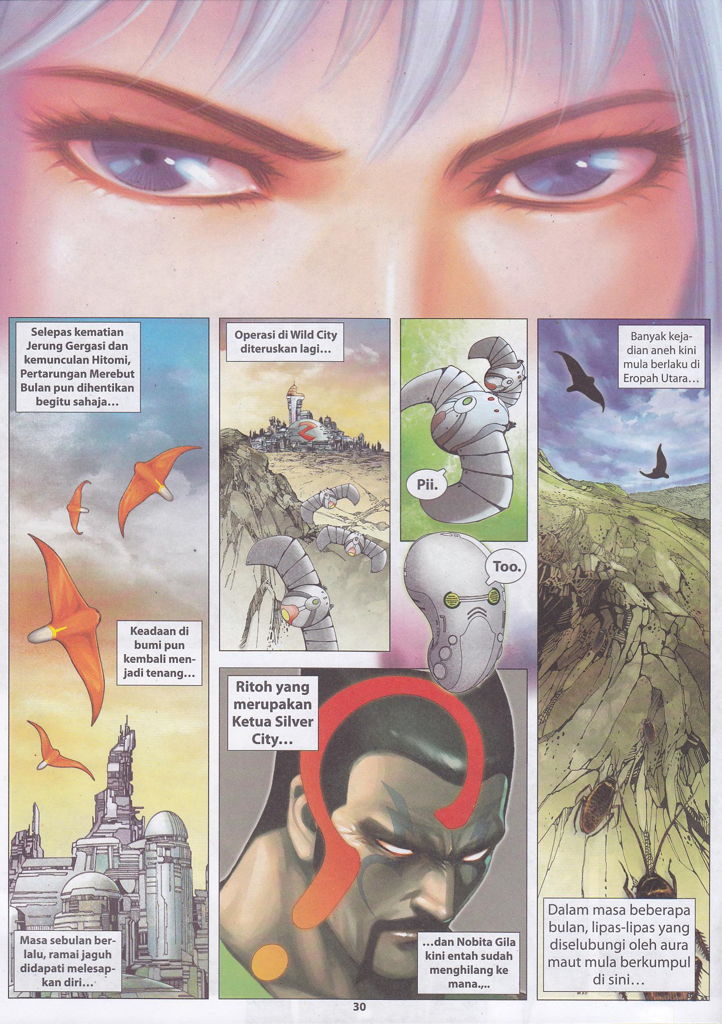 Selepas kematian
Jerung Gergasi dan
kemunculan Hitomi,
Pertarungan Merebut
Bulan pun dihentikan
begitu sahaja...
Keadaan di
bumi pun
kembali men-
jadi tenang...
Masa sebulan ber-
lalu, ramai jaguh
didapati melesap-
kan diri...
Operasi di Wild City
diteruskan lagi...
Pii.
Too.
Ritoh yang
merupakan
Ketua Silver
City...
...dan Nobita Gila
kini entah sudah
menghilang ke
mana.,..
Banyak keja-
dian aneh kini
mula berlaku di
Eropah Utara...
Dalam masa beberapa
bulan, lipas-lipas yang
diselubungi oleh aura
maut mula berkumpul
di sini...
30